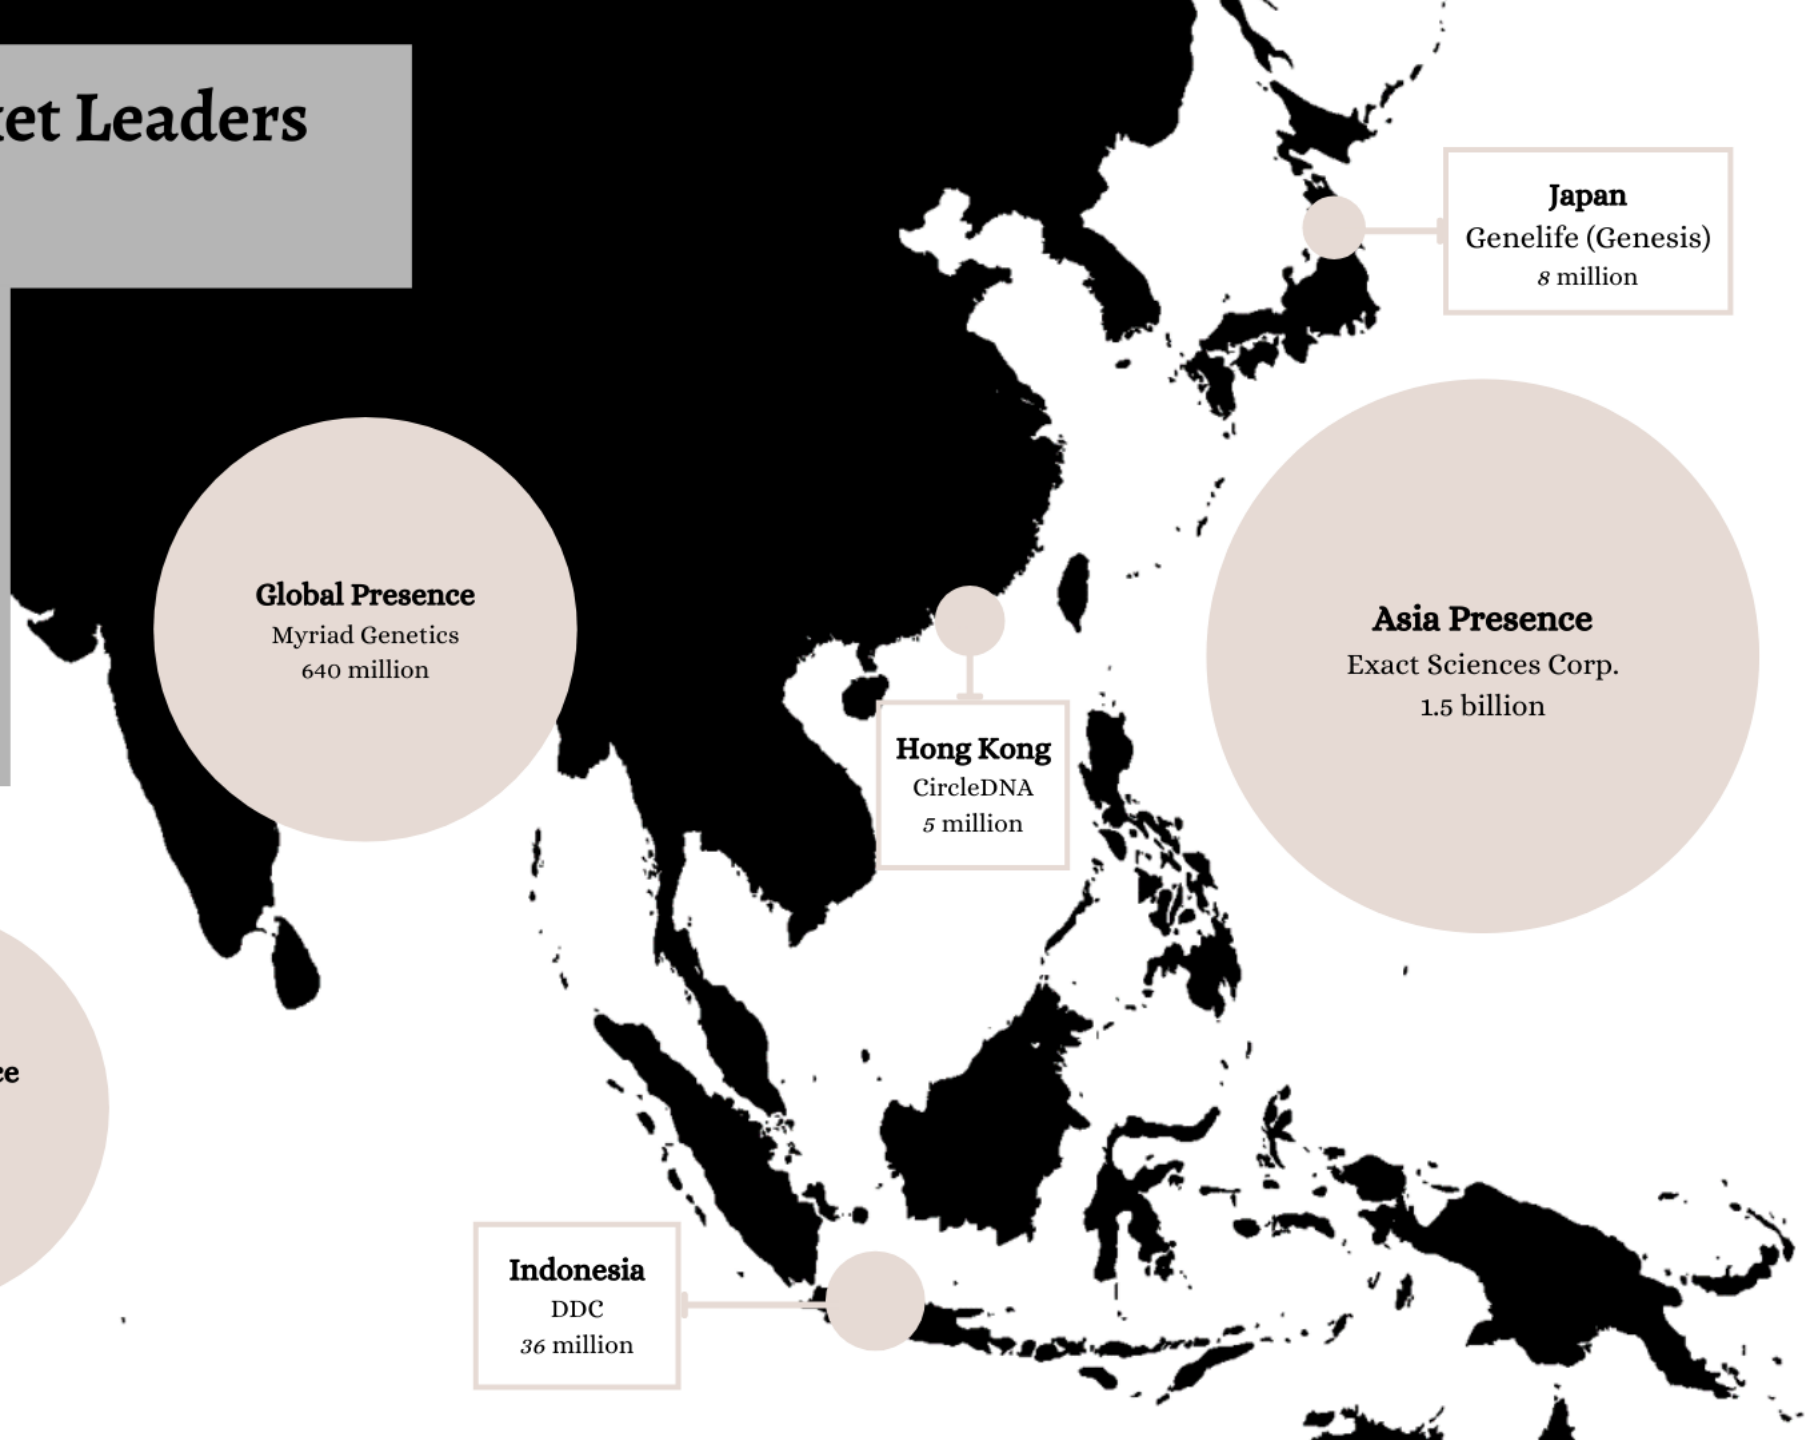 et Leaders
Japan
Genelife (Genesis)
8 million
Global Presence
Myriad Genetics
640 million
Asia Presence
Exact Sciences Corp.
1.5 billion
Hong Kong
CircleDNA
5 million
ce
Indonesia
DDC
36 million